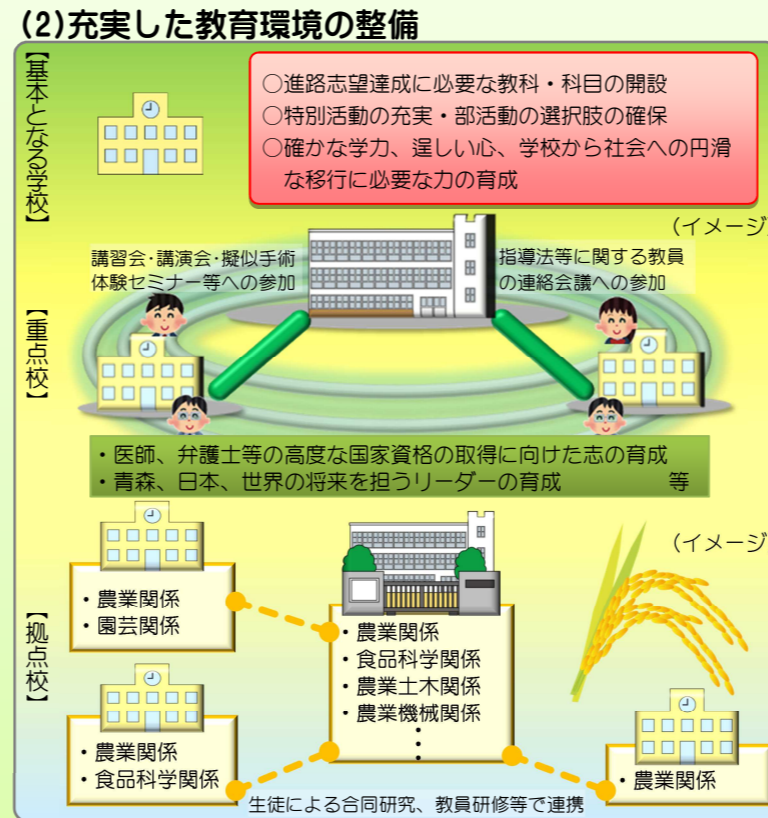 (2)充実した教育環境の整備
【基本となる学校】
○進路志望達成に必要な教科・科目の開設
○特別活動の充実・部活動の選択肢の確保
○確かな学力、逞しい心、学校から社会への円滑
な移行に必要な力の育成
(イメージ)
【重点校】
講習会・講演会・擬似手術
体験セミナー等への参加
指導法等に関する教員
の連絡会議への参加
・医師、弁護士等の高度な国家資格の取得に向けた志の育成
・青森、日本、世界の将来を担うリーダーの育成 等
(イメージ
【拠点校】
・農業関係
・園芸関係
・農業関係
・食品科学関係
・農業土木関係
・農業機械関係
・農業関係
・食品科学関係
・農業関係
生徒による合同研究、教員研修等で連携